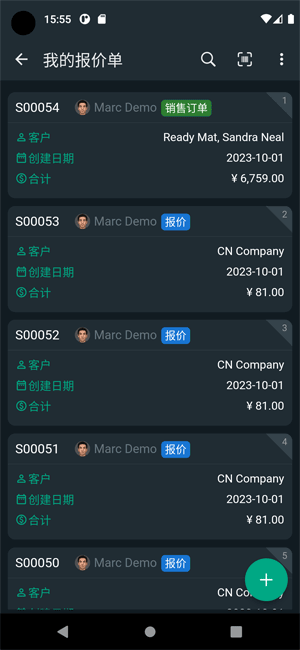 15:55
我的报价单
1
S00054 Marc Demo 销售订单
客户 Ready Mat, Sandra Neal
创建日期 2023-10-01
合计 ¥ 6,759.00
2
S00053 Marc Demo 报价
客户 CN Company
创建日期 2023-10-01
合计 ¥ 81.00
3
S00052 Marc Demo 报价
客户 CN Company
创建日期 2023-10-01
合计 ¥ 81.00
4
S00051 Marc Demo 报价
客户 CN Company
创建日期 2023-10-01
合计 ¥ 81.00
5
S00050 Marc Demo 报价
客户 CN